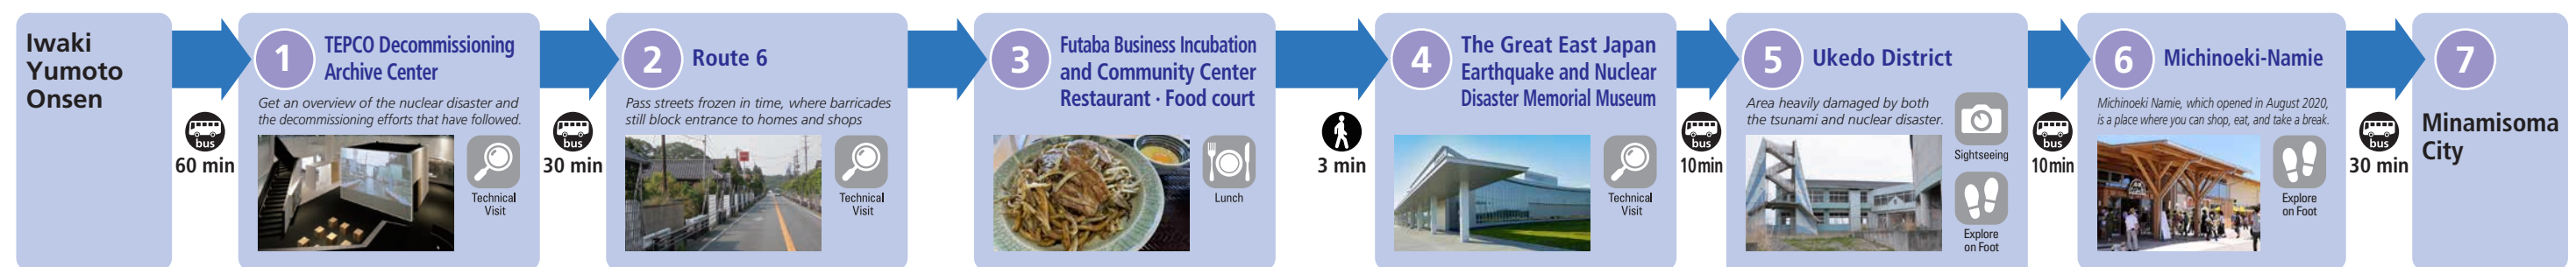 Iwaki
Yumoto
Onsen
bus
60 min
1
TEPCO Decommissioning
Archive Center
Get an overview of the nuclear disaster and
the decommissioning efforts that have followed.
Technical
Visit
bus
30 min
2
Route 6
Pass streets frozen in time, where barricades
still block entrance to homes and shops
Technical
Visit
3
Futaba Business Incubation
and Community Center
Restaurant · Food court
Lunch
3 min
4
The Great East Japan
Earthquake and Nuclear
Disaster Memorial Museum
Technical
Visit
bus
10min
5
Ukedo District
Area heavily damaged by both
the tsunami and nuclear disaster.
Sightseeing
Explore
on Foot
bus
10min
6
Michinoeki-Namie
Michinoeki Namie, which opened in August 2020,
is a place where you can shop, eat, and take a break.
Explore
on Foot
bus
30 min
7
Minamisoma
City